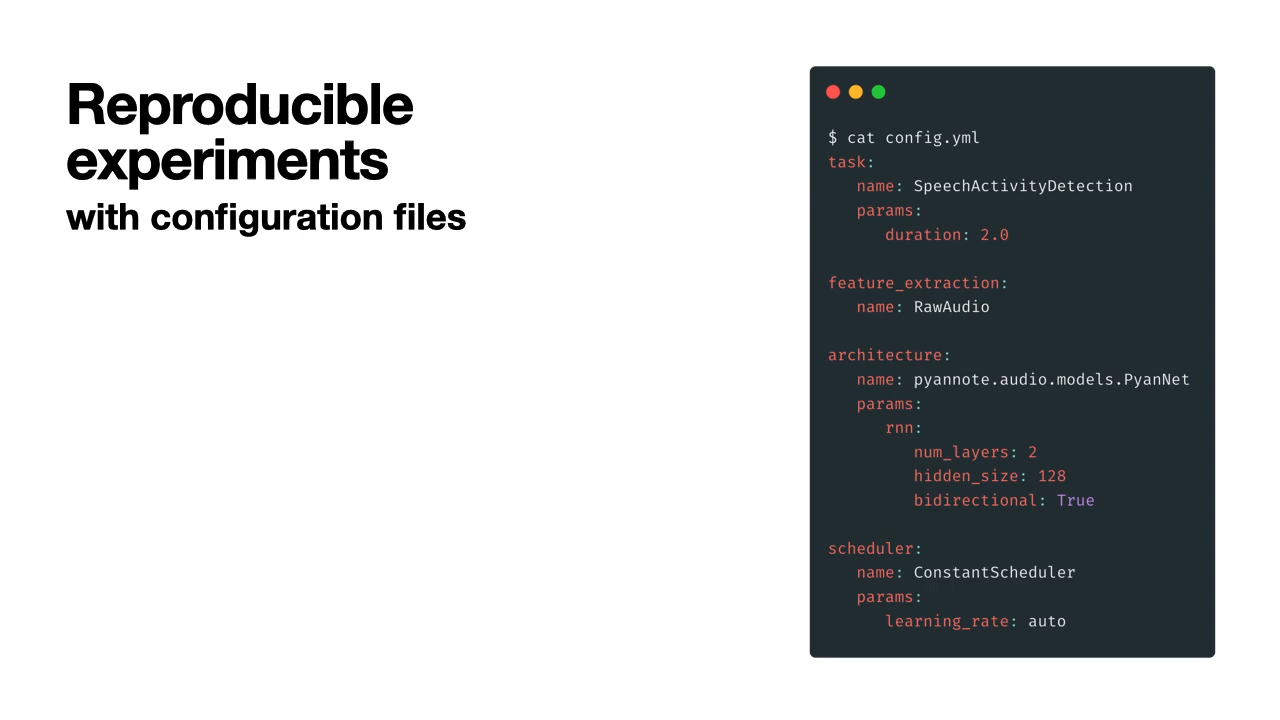 Reproducible
experiments
with configuration files
$ cat config.yml
task:
   name: SpeechActivityDetection
   params:
      duration: 2.0
feature_extraction:
   name: RawAudio
architecture:
   name: pyannote.audio.models.PyanNet
   params:
      rnn:
         num_layers: 2
         hidden_size: 128
         bidirectional: True
scheduler:
   name: ConstantScheduler
   params:
      learning_rate: auto